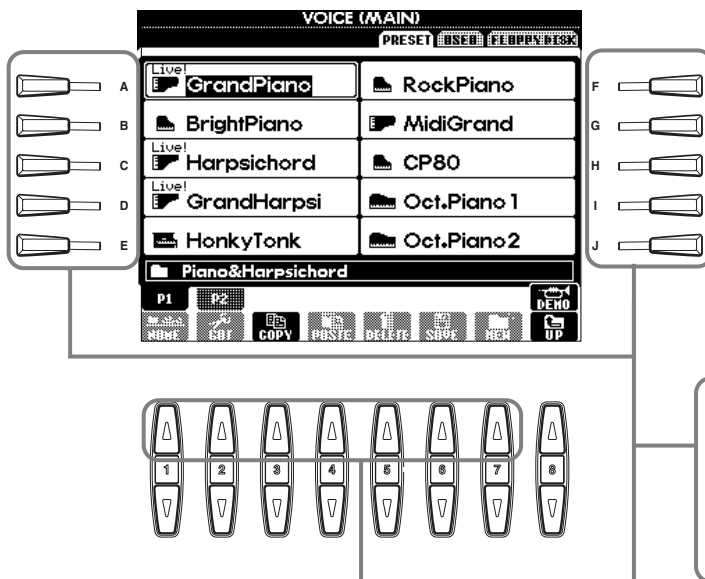 VOICE (MAIN)
PRESET USER FLOPPY DISK
A Live! GrandPiano RockPiano F
B BrightPiano MidiGrand G
C Live! Harpsichord CP80 H
D Live! GrandHarpsi Oct.Piano1 I
E HonkyTonk Oct.Piano2 J
Piano&Harpsichord
P1 P2 DEMO
NAME CUT COPY PASTE DELETE SAVE NEW UP
1 2 3 4 5 6 7 8